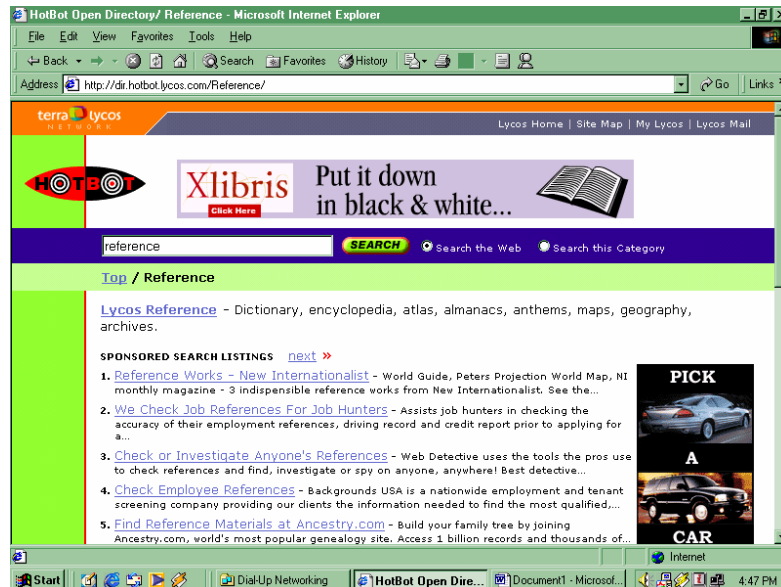 HotBot Open Directory/ Reference - Microsoft Internet Explorer
File Edit View Favorites Tools Help
Back Search Favorites History
Address http://dir.hotbot.lycos.com/Reference/ Go Links
terra lycos
NETWORK
Lycos Home | Site Map | My Lycos | Lycos Mail
HOTBOT
Xlibris
Click Here
Put it down
in black & white...
reference SEARCH Search the Web Search this Category
Top / Reference
Lycos Reference - Dictionary, encyclopedia, atlas, almanacs, anthems, maps, geography,
archives.
SPONSORED SEARCH LISTINGS next »
1. Reference Works - New Internationalist - World Guide, Peters Projection World Map, NI
monthly magazine - 3 indispensible reference works from New Internationalist. See the...
2. We Check Job References For Job Hunters - Assists job hunters in checking the
accuracy of their employment references, driving record and credit report prior to applying for
a...
3. Check or Investigate Anyone's References - Web Detective uses the tools the pros use
to check references and find, investigate or spy on anyone, anywhere! Best detective...
4. Check Employee References - Backgrounds USA is a nationwide employment and tenant
screening company providing our clients the information needed to find the most qualified,...
5. Find Reference Materials at Ancestry.com - Build your family tree by joining
Ancestry.com, world's most popular genealogy site. Access 1 billion records and thousands of...
PICK
A
CAR
Internet
Start Dial-Up Networking HotBot Open Dire... Document1 - Microsof... 4:47 PM